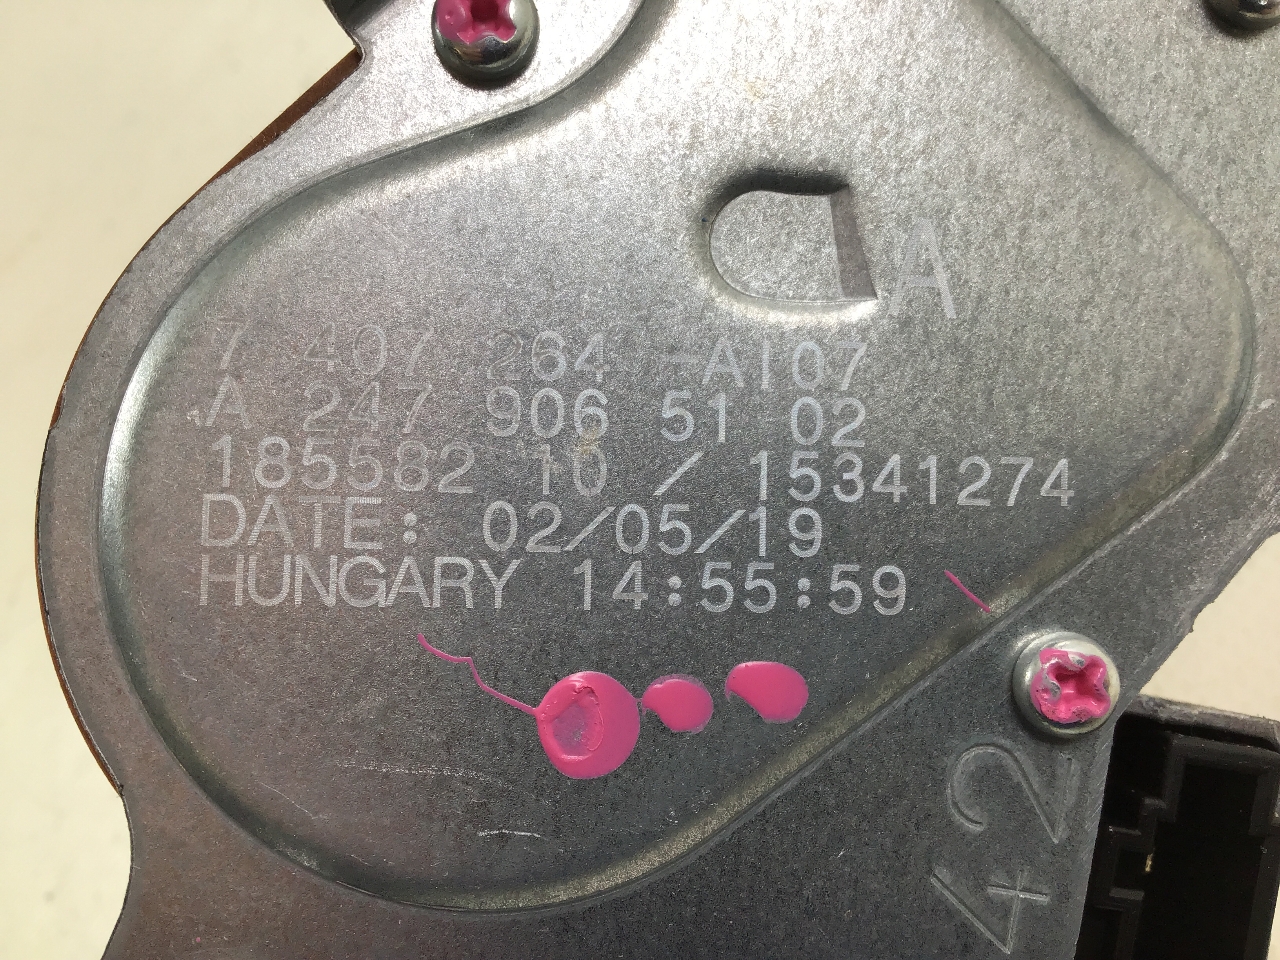 A
7 407 264 -AI07
A 247 906 51 02
185582 10 / 15341274
DATE: 02/05/19
HUNGARY 14:55:59
42